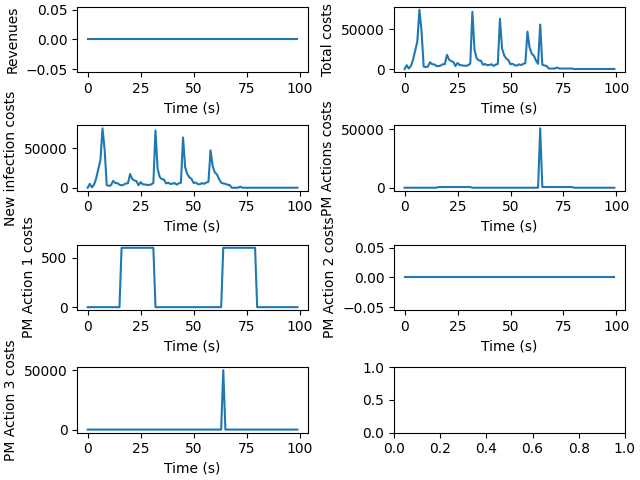 Revenues
0.05
0.00
−0.05
0 25 50 75 100
Time (s)
Total costs
50000
0
0 25 50 75 100
Time (s)
New infection costs
50000
0
0 25 50 75 100
Time (s)
PM Actions costs
50000
0
0 25 50 75 100
Time (s)
PM Action 1 costs
500
0
0 25 50 75 100
Time (s)
PM Action 2 costs
0.05
0.00
−0.05
0 25 50 75 100
Time (s)
PM Action 3 costs
50000
0
0 25 50 75 100
Time (s)
1.0
0.5
0.0
0.0 0.2 0.4 0.6 0.8 1.0